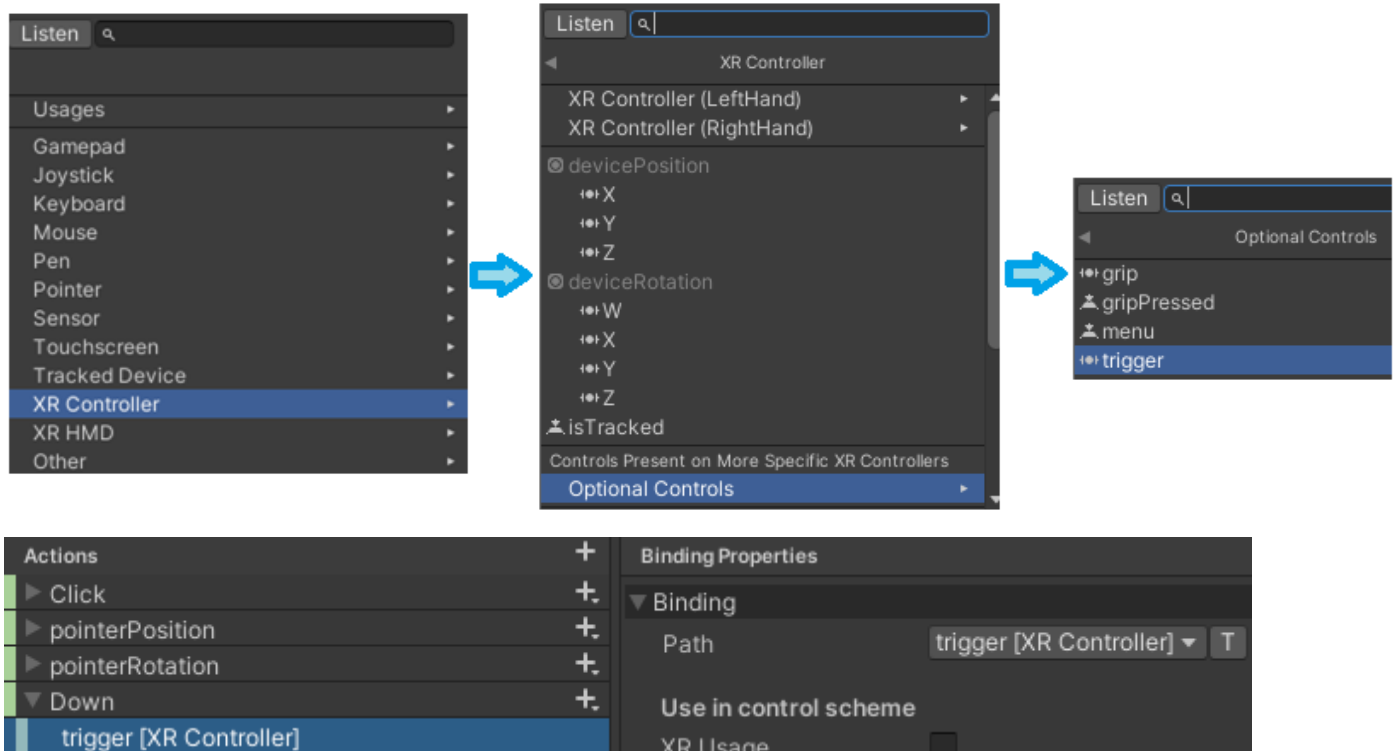 Listen
Usages
Gamepad
Joystick
Keyboard
Mouse
Pen
Pointer
Sensor
Touchscreen
Tracked Device
XR Controller
XR HMD
Other
Listen
XR Controller
XR Controller (LeftHand)
XR Controller (RightHand)
devicePosition
X
Y
Z
deviceRotation
W
X
Y
Z
isTracked
Controls Present on More Specific XR Controllers
Optional Controls
Listen
Optional Controls
grip
gripPressed
menu
trigger
Actions
Click
pointerPosition
pointerRotation
Down
trigger [XR Controller]
Binding Properties
Binding
Path trigger [XR Controller] T
Use in control scheme
XR Usage